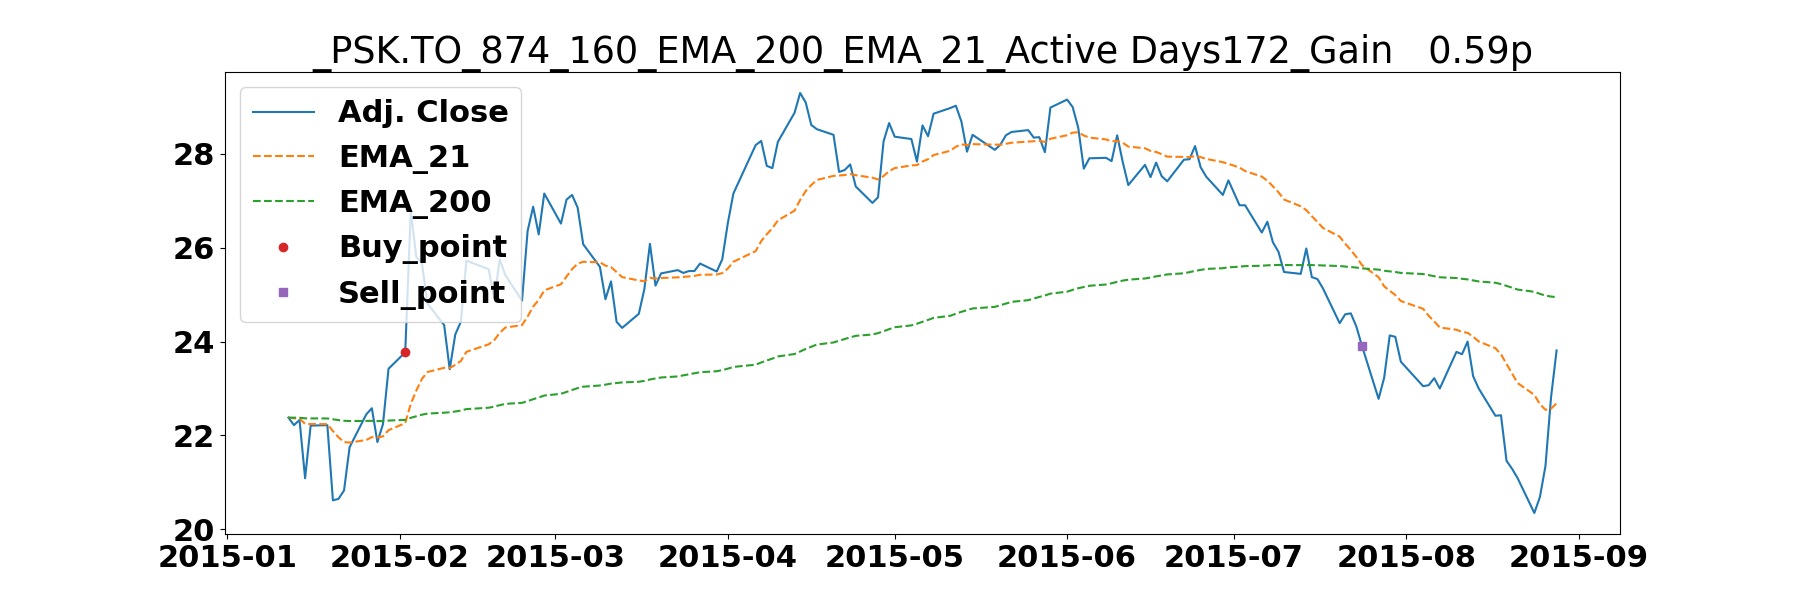 _PSK.TO_874_160_EMA_200_EMA_21_Active Days172_Gain   0.59p
Adj. Close
EMA_21
EMA_200
Buy_point
Sell_point
28
26
24
22
20
2015-01 2015-02 2015-03 2015-04 2015-05 2015-06 2015-07 2015-08 2015-09